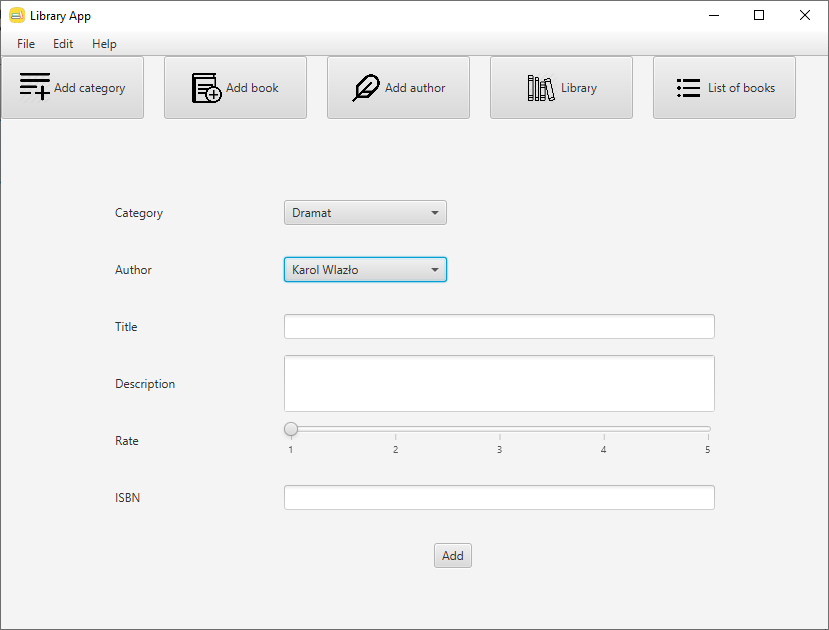 Library App
File Edit Help
Add category Add book Add author Library List of books
Category Dramat
Author Karol Wlazło
Title
Description
Rate
1 2 3 4 5
ISBN
Add